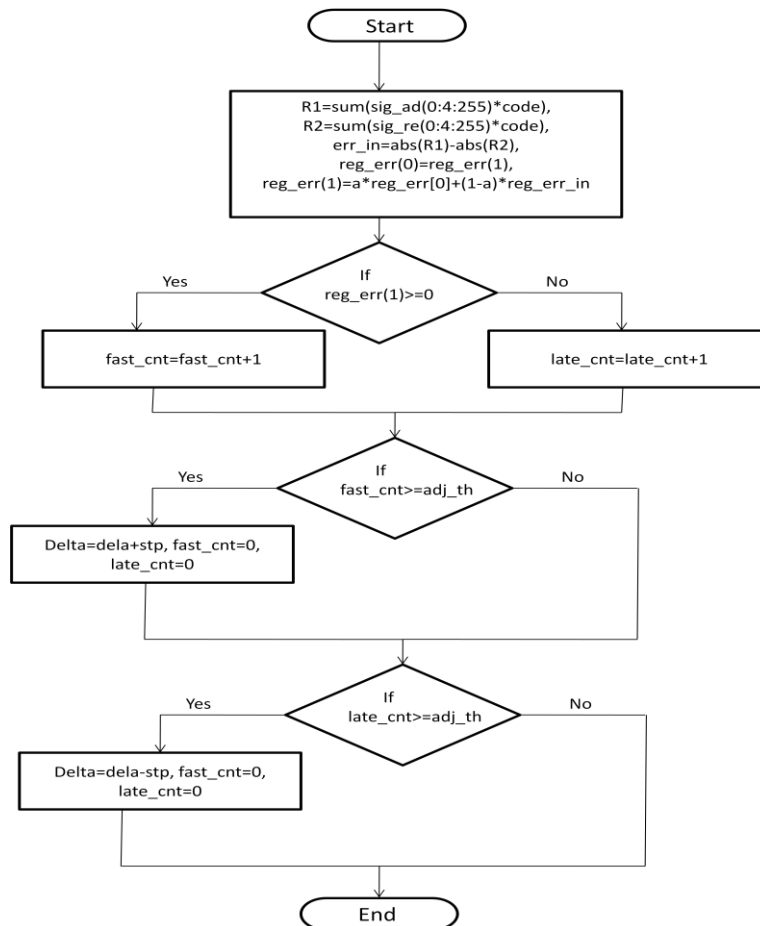 Start
R1=sum(sig_ad(0:4:255)*code),
R2=sum(sig_re(0:4:255)*code),
err_in=abs(R1)-abs(R2),
reg_err(0)=reg_err(1),
reg_err(1)=a*reg_err[0]+(1-a)*reg_err_in
If
reg_err(1)>=0
Yes
No
fast_cnt=fast_cnt+1
late_cnt=late_cnt+1
If
fast_cnt>=adj_th
Yes
No
Delta=dela+stp, fast_cnt=0,
late_cnt=0
If
late_cnt>=adj_th
Yes
No
Delta=dela-stp, fast_cnt=0,
late_cnt=0
End